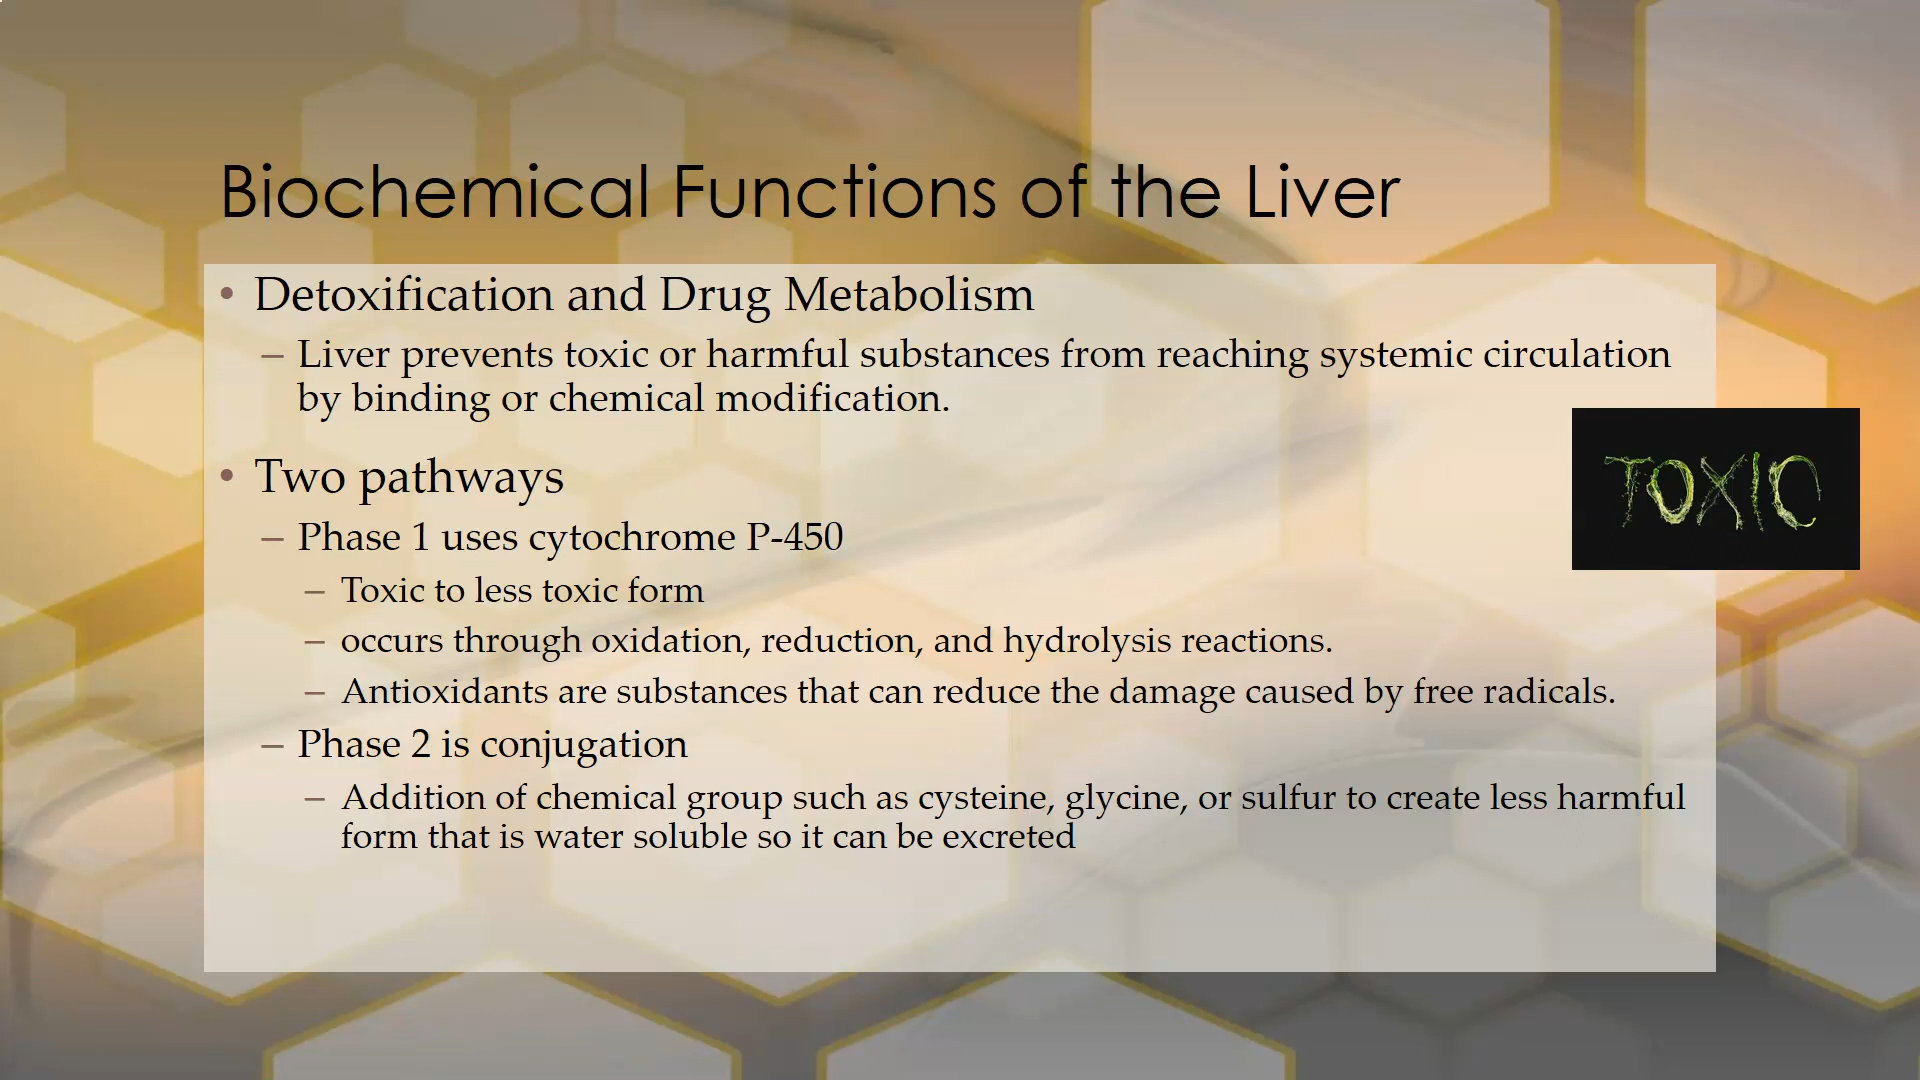 Biochemical Functions of the Liver
• Detoxification and Drug Metabolism
– Liver prevents toxic or harmful substances from reaching systemic circulation
by binding or chemical modification.
• Two pathways
– Phase 1 uses cytochrome P-450
– Toxic to less toxic form
– occurs through oxidation, reduction, and hydrolysis reactions.
– Antioxidants are substances that can reduce the damage caused by free radicals.
– Phase 2 is conjugation
– Addition of chemical group such as cysteine, glycine, or sulfur to create less harmful
form that is water soluble so it can be excreted
TOXIC